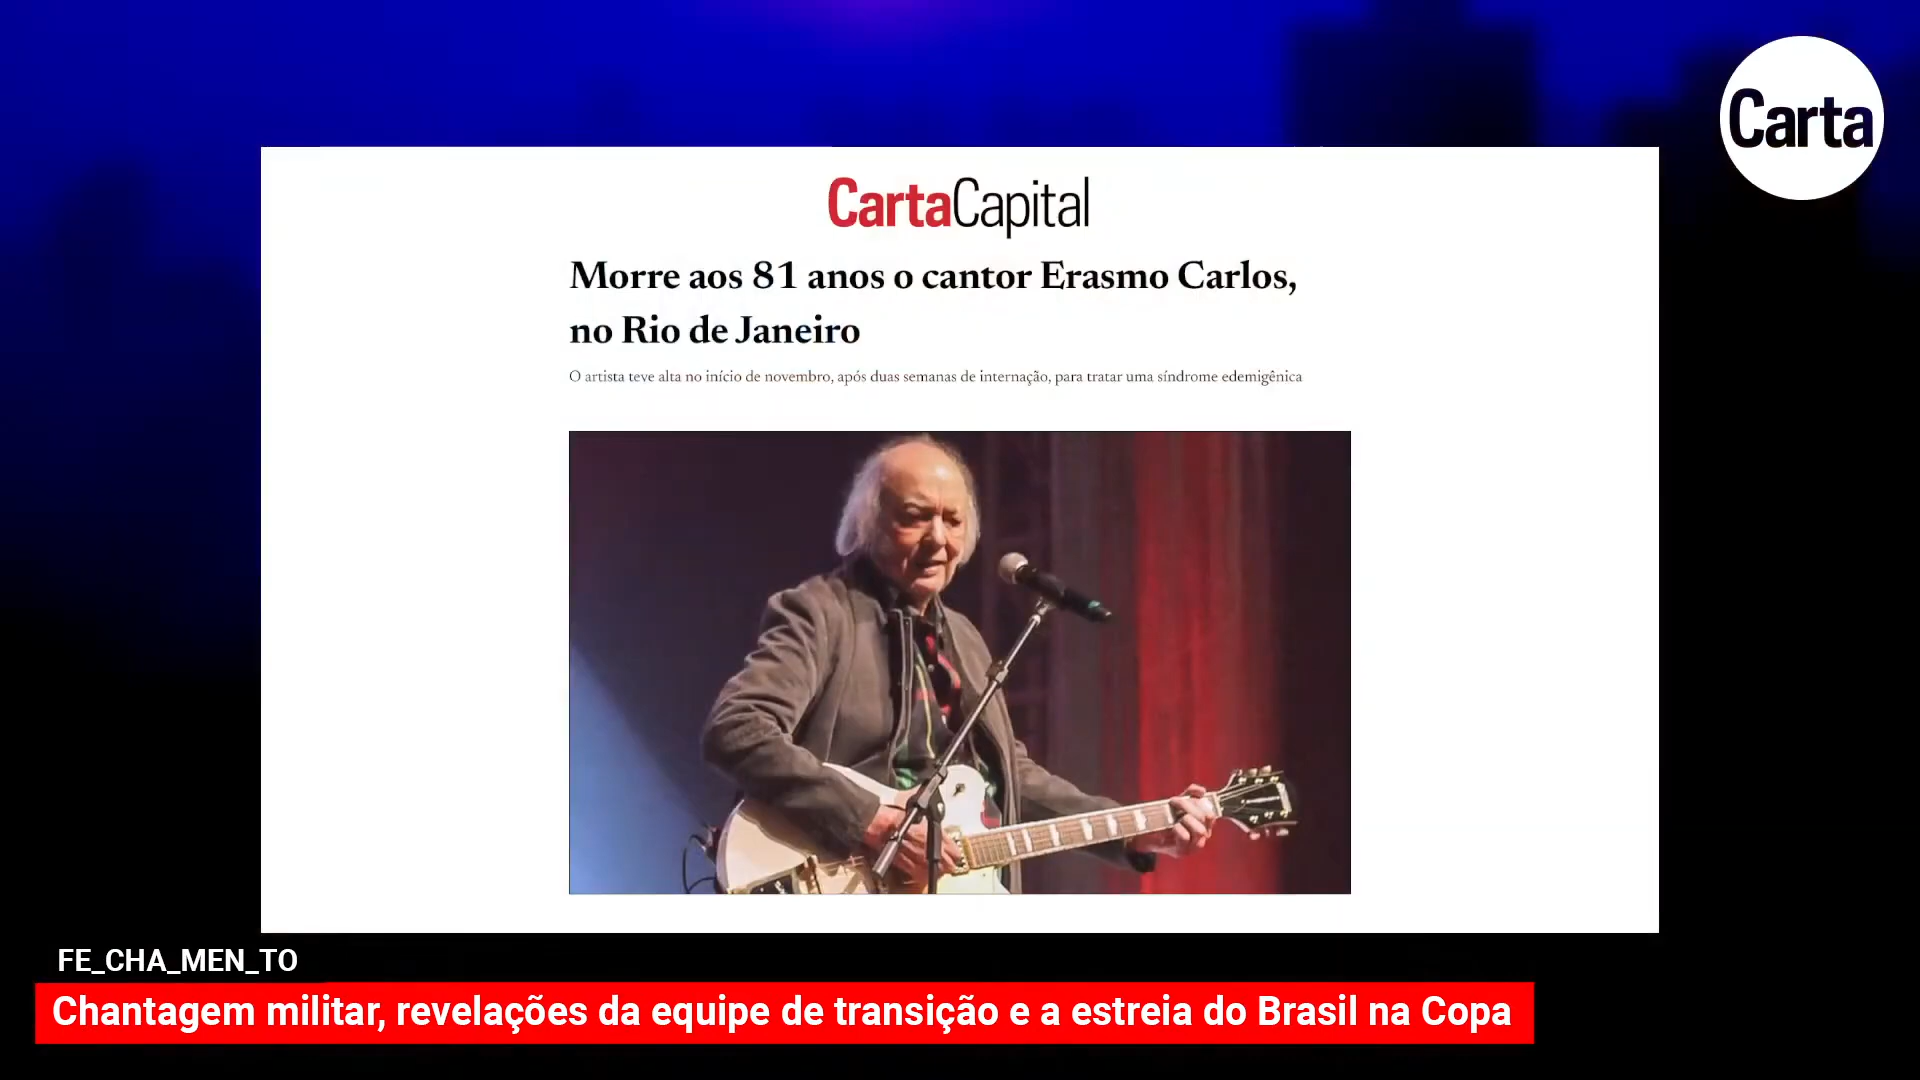 Carta
CartaCapital
Morre aos 81 anos o cantor Erasmo Carlos,
no Rio de Janeiro
O artista teve alta no início de novembro, após duas semanas de internação, para tratar uma síndrome edemigênica
FE_CHA_MEN_TO
Chantagem militar, revelações da equipe de transição e a estreia do Brasil na Copa